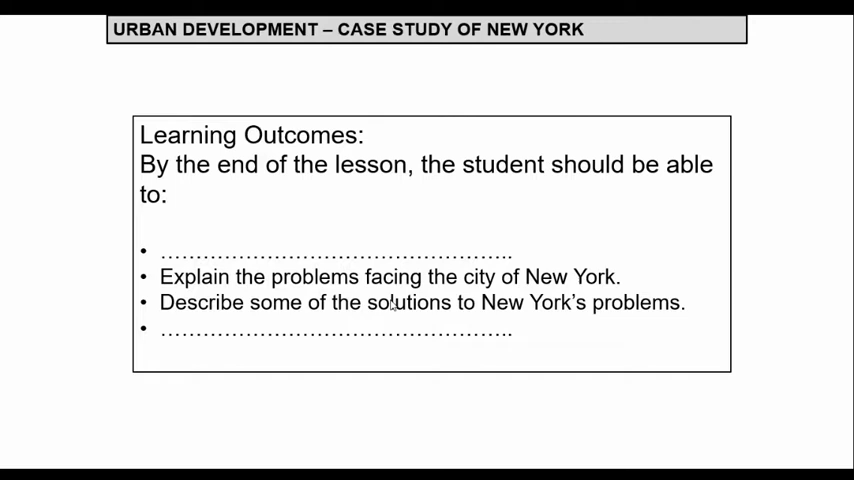 URBAN DEVELOPMENT – CASE STUDY OF NEW YORK
Learning Outcomes:
By the end of the lesson, the student should be able
to:
• ……………………………………………..
• Explain the problems facing the city of New York.
• Describe some of the solutions to New York’s problems.
• ……………………………………………..